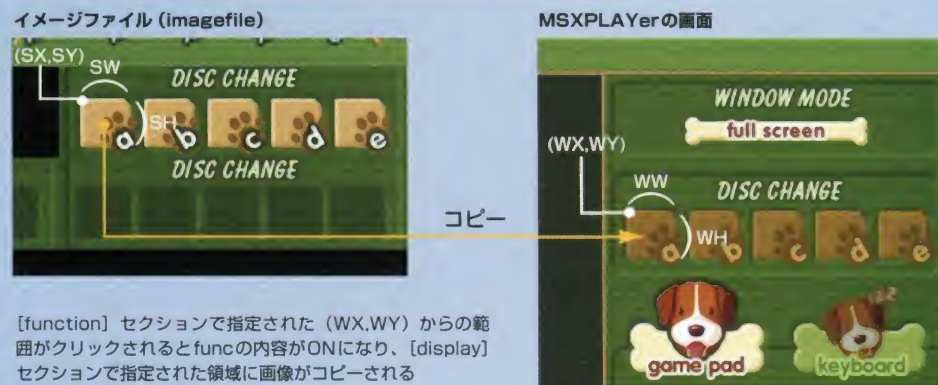 イメージファイル (imagefile)
(SX,SY)
SW
DISC CHANGE
SH
a b c d e
DISC CHANGE
コピー
MSXPLAYerの画面
WINDOW MODE
full screen
(WX,WY)
WW
DISC CHANGE
WH
a b c d e
game pad
keyboard
[function] セクションで指定された (WX,WY) からの範
囲がクリックされるとfuncの内容がONになり、[display]
セクションで指定された領域に画像がコピーされる